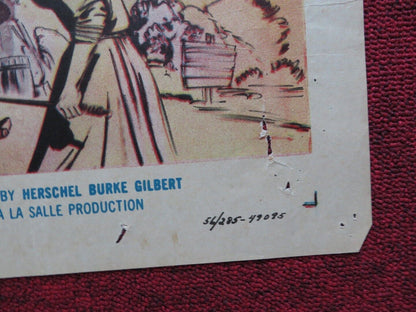 BY HERSCHEL BURKE GILBERT
A LA SALLE PRODUCTION
56/285-49095